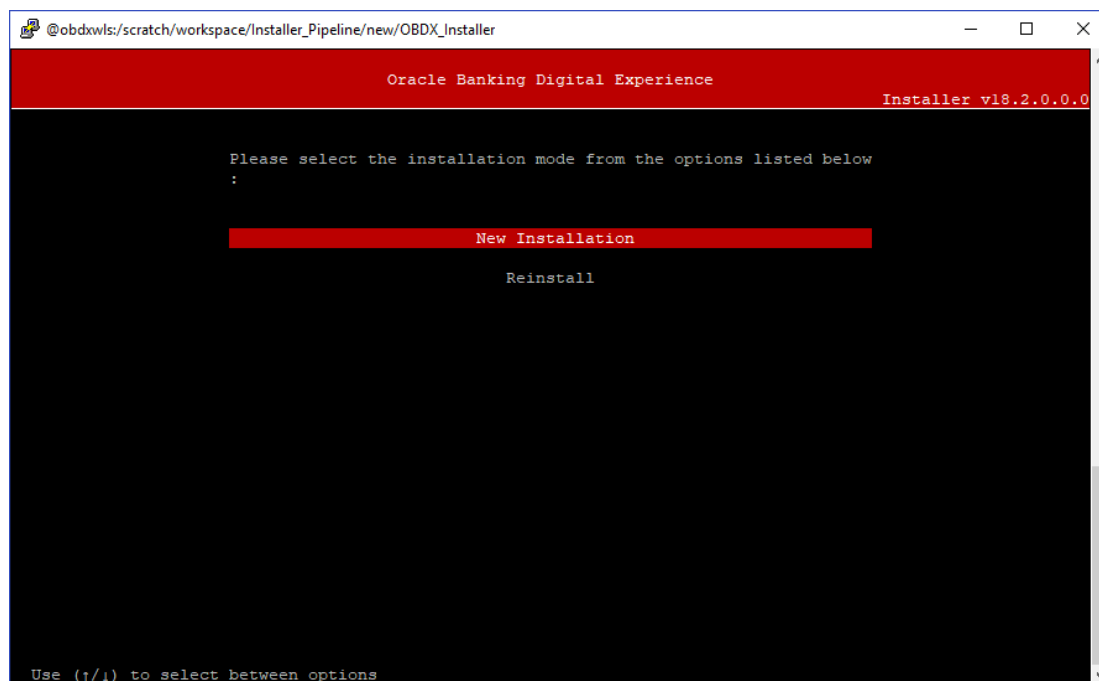 @obdxwls:/scratch/workspace/Installer_Pipeline/new/OBDX_Installer
Oracle Banking Digital Experience
Installer v18.2.0.0.0
Please select the installation mode from the options listed below
:
New Installation
Reinstall
Use (↑/↓) to select between options